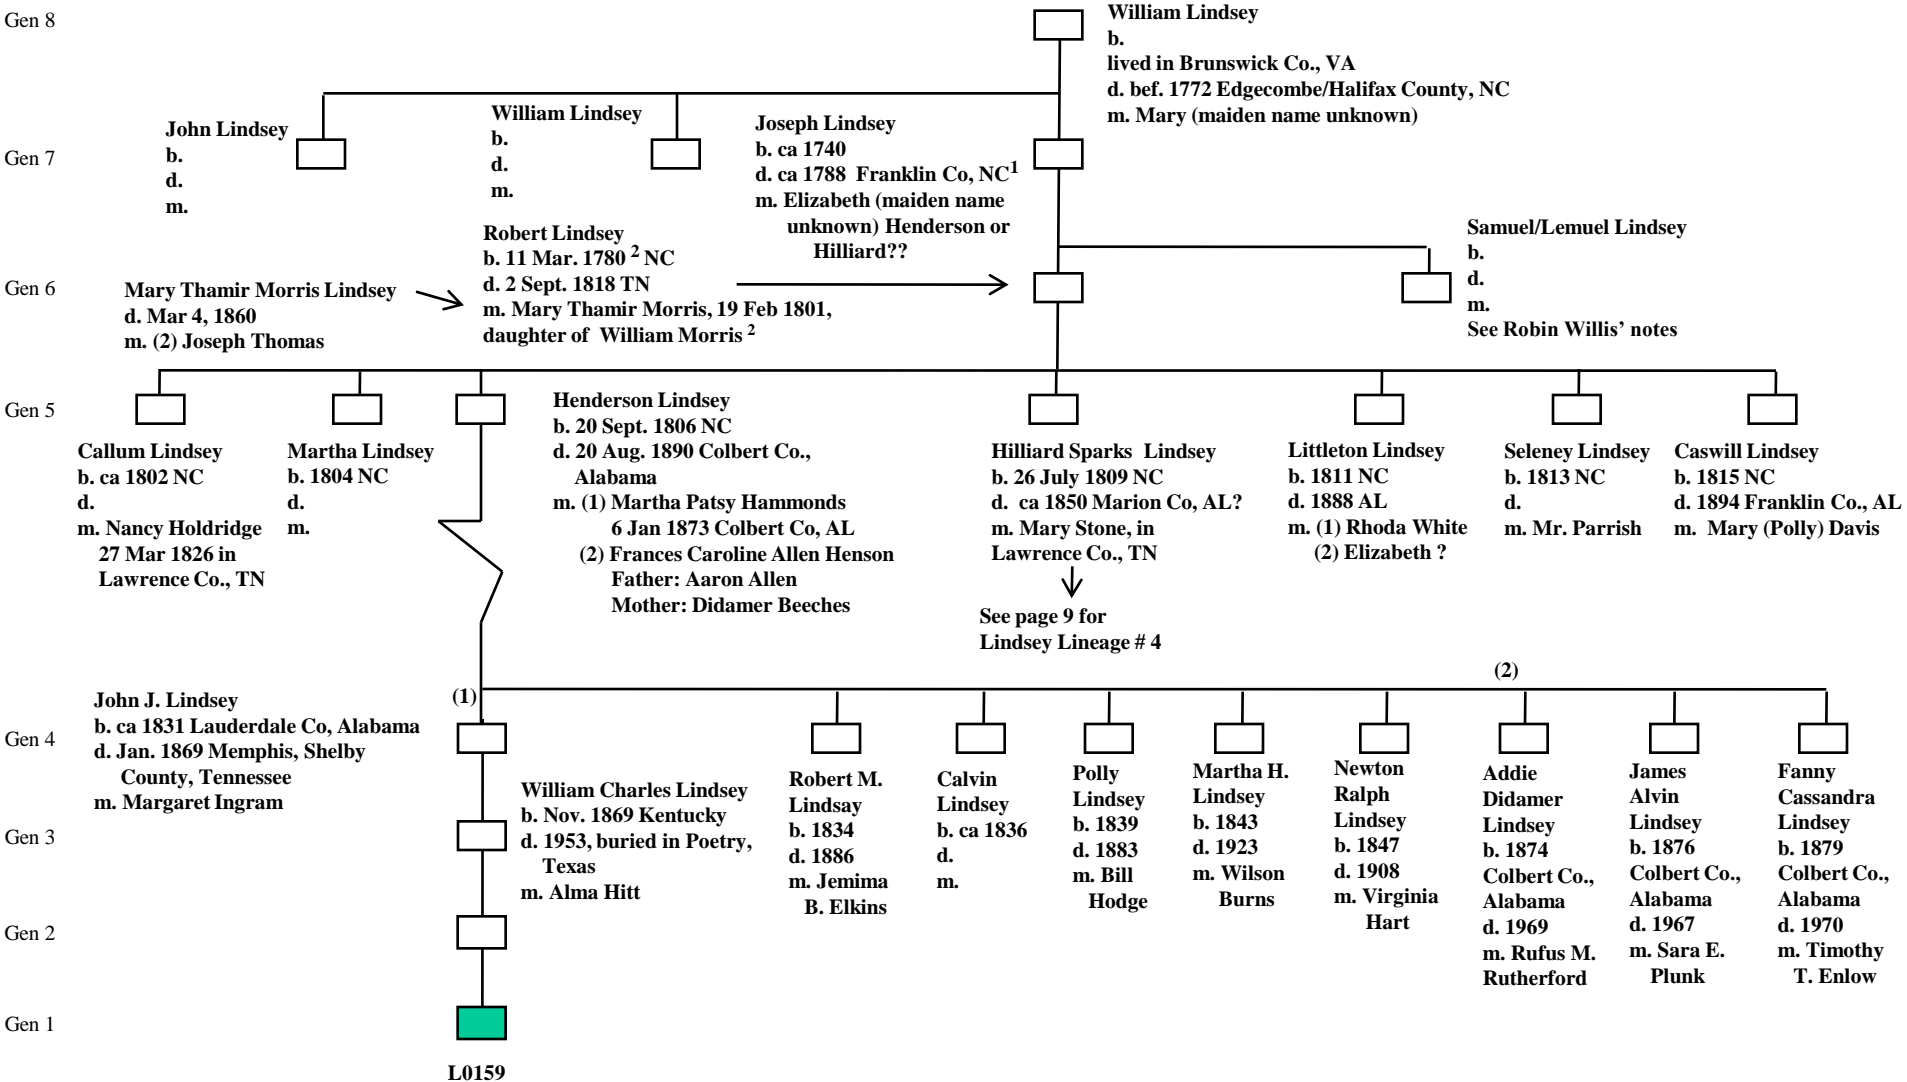 Gen 8
William Lindsey
b.
lived in Brunswick Co., VA
d. bef. 1772 Edgecombe/Halifax County, NC
m. Mary (maiden name unknown)
Gen 7
John Lindsey
b.
d.
m.
William Lindsey
b.
d.
m.
Joseph Lindsey
b. ca 1740
d. ca 1788 Franklin Co, NC1
m. Elizabeth (maiden name
unknown) Henderson or
Hilliard??
Gen 6
Mary Thamir Morris Lindsey
d. Mar 4, 1860
m. (2) Joseph Thomas
Robert Lindsey
b. 11 Mar. 1780 2 NC
d. 2 Sept. 1818 TN
m. Mary Thamir Morris, 19 Feb 1801,
daughter of William Morris 2
Samuel/Lemuel Lindsey
b.
d.
m.
See Robin Willis' notes
Gen 5
Callum Lindsey
b. ca 1802 NC
d.
m. Nancy Holdridge
27 Mar 1826 in
Lawrence Co., TN
Martha Lindsey
b. 1804 NC
d.
m.
Henderson Lindsey
b. 20 Sept. 1806 NC
d. 20 Aug. 1890 Colbert Co.,
Alabama
m. (1) Martha Patsy Hammonds
6 Jan 1873 Colbert Co, AL
(2) Frances Caroline Allen Henson
Father: Aaron Allen
Mother: Didamer Beeches
Hilliard Sparks Lindsey
b. 26 July 1809 NC
d. ca 1850 Marion Co, AL?
m. Mary Stone, in
Lawrence Co., TN
See page 9 for
Lindsey Lineage # 4
Littleton Lindsey
b. 1811 NC
d. 1888 AL
m. (1) Rhoda White
(2) Elizabeth ?
Seleney Lindsey
b. 1813 NC
d.
m. Mr. Parrish
Caswill Lindsey
b. 1815 NC
d. 1894 Franklin Co., AL
m. Mary (Polly) Davis
(1)
(2)
Gen 4
John J. Lindsey
b. ca 1831 Lauderdale Co, Alabama
d. Jan. 1869 Memphis, Shelby
County, Tennessee
m. Margaret Ingram
Robert M.
Lindsay
b. 1834
d. 1886
m. Jemima
B. Elkins
Calvin
Lindsey
b. ca 1836
d.
m.
Polly
Lindsey
b. 1839
d. 1883
m. Bill
Hodge
Martha H.
Lindsey
b. 1843
d. 1923
m. Wilson
Burns
Newton
Ralph
Lindsey
b. 1847
d. 1908
m. Virginia
Hart
Addie
Didamer
Lindsey
b. 1874
Colbert Co.,
Alabama
d. 1969
m. Rufus M.
Rutherford
James
Alvin
Lindsey
b. 1876
Colbert Co.,
Alabama
d. 1967
m. Sara E.
Plunk
Fanny
Cassandra
Lindsey
b. 1879
Colbert Co.,
Alabama
d. 1970
m. Timothy
T. Enlow
Gen 3
William Charles Lindsey
b. Nov. 1869 Kentucky
d. 1953, buried in Poetry,
Texas
m. Alma Hitt
Gen 2
Gen 1
L0159